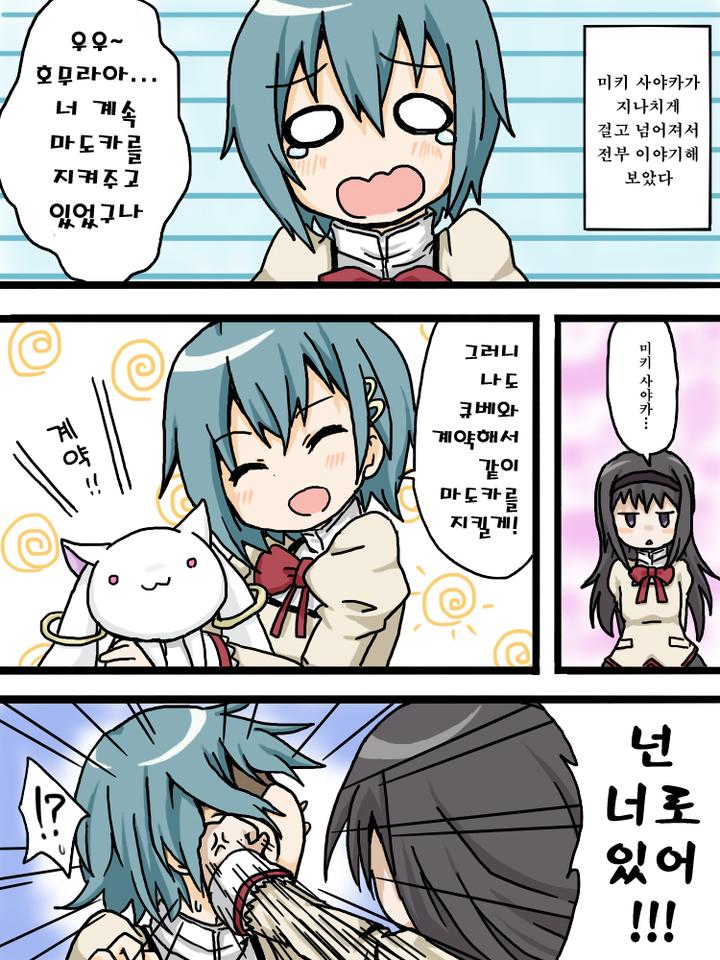 미키 사야카가
지나치게
걸고 넘어져서
전부 이야기해
보았다
우우~
호무라아...
너 계속
마도카를
지켜주고
있었구나
그러니
나도
큐베와
계약해서
같이
마도카를
지킬게!
계약!!
미키 사야카...
넌
너로
있어
!!!
!?